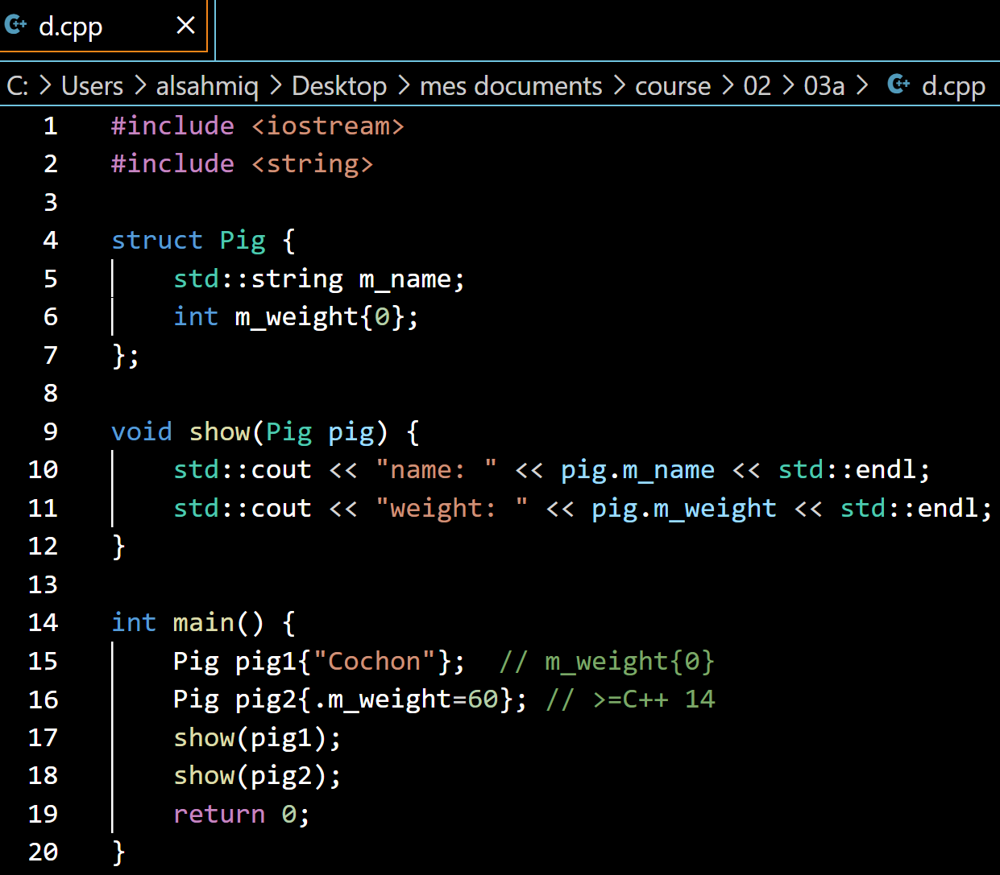 d.cpp
C: > Users > alsahmiq > Desktop > mes documents > course > 02 > 03a > d.cpp
1 #include <iostream>
2 #include <string>
3
4 struct Pig {
5     std::string m_name;
6     int m_weight{0};
7 };
8
9 void show(Pig pig) {
10     std::cout << "name: " << pig.m_name << std::endl;
11     std::cout << "weight: " << pig.m_weight << std::endl;
12 }
13
14 int main() {
15     Pig pig1{"Cochon"};  // m_weight{0}
16     Pig pig2{.m_weight=60}; // >=C++ 14
17     show(pig1);
18     show(pig2);
19     return 0;
20 }